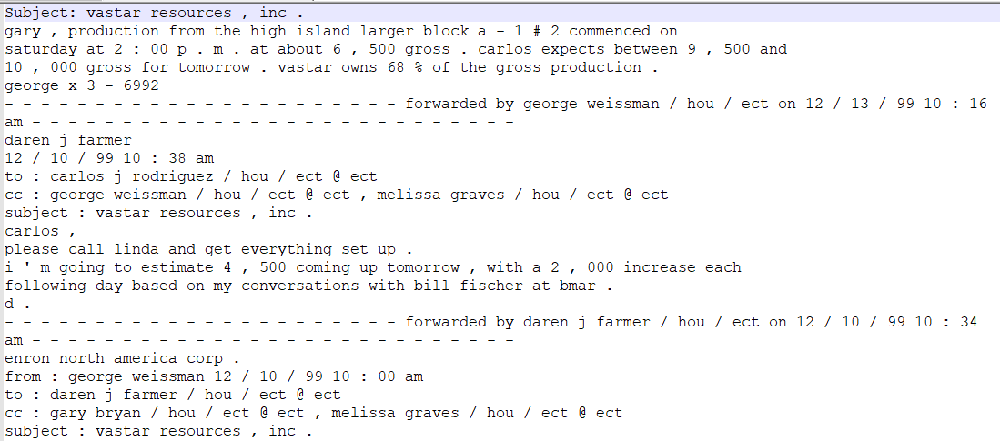 Subject: vastar resources , inc .
gary , production from the high island larger block a - 1 # 2 commenced on
saturday at 2 : 00 p . m . at about 6 , 500 gross . carlos expects between 9 , 500 and
10 , 000 gross for tomorrow . vastar owns 68 % of the gross production .
george x 3 - 6992
- - - - - - - - - - - - - - - - - - - - - - forwarded by george weissman / hou / ect on 12 / 13 / 99 10 : 16
am - - - - - - - - - - - - - - - - - - - - - - - - - - -
daren j farmer
12 / 10 / 99 10 : 38 am
to : carlos j rodriguez / hou / ect @ ect
cc : george weissman / hou / ect @ ect , melissa graves / hou / ect @ ect
subject : vastar resources , inc .
carlos ,
please call linda and get everything set up .
i ' m going to estimate 4 , 500 coming up tomorrow , with a 2 , 000 increase each
following day based on my conversations with bill fischer at bmar .
d .
- - - - - - - - - - - - - - - - - - - - - - forwarded by daren j farmer / hou / ect on 12 / 10 / 99 10 : 34
am - - - - - - - - - - - - - - - - - - - - - - - - - - -
enron north america corp .
from : george weissman 12 / 10 / 99 10 : 00 am
to : daren j farmer / hou / ect @ ect
cc : gary bryan / hou / ect @ ect , melissa graves / hou / ect @ ect
subject : vastar resources , inc .